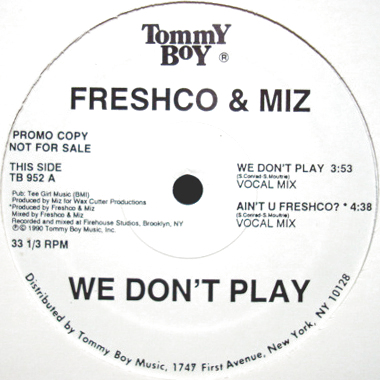 Tommy
Boy ®
FRESHCO & MIZ
PROMO COPY
NOT FOR SALE
THIS SIDE
TB 952 A
Pub: Tee Girl Music (BMI)
Produced by Miz for Wax Cutter Productions
*Produced by Freshco & Miz
Mixed by Freshco & Miz
Recorded and mixed at Firehouse Studios, Brooklyn, NY
℗© 1990 Tommy Boy Music, Inc.
33 1/3 RPM
WE DON'T PLAY 3:53
(S.Conrad-S.Moultrie)
VOCAL MIX
AIN'T U FRESHCO? * 4:38
(S.Conrad-S.Moultrie)
VOCAL MIX
WE DON'T PLAY
Distributed by Tommy Boy Music, 1747 First Avenue, New York, NY 10128